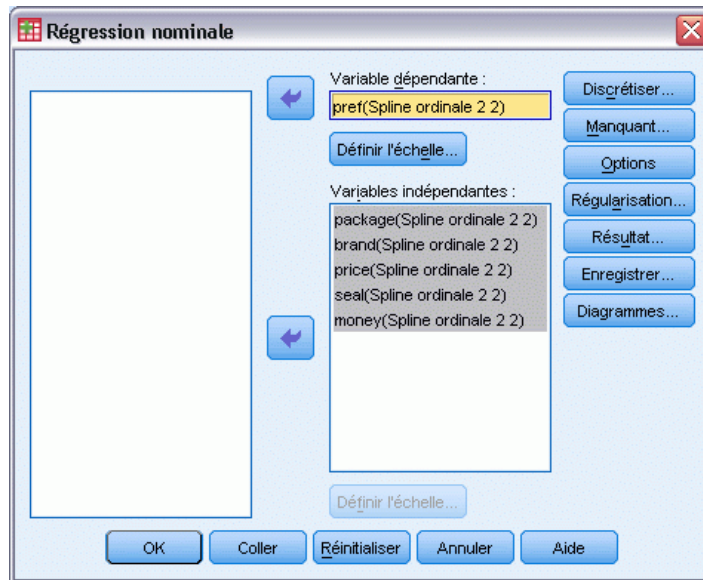 Régression nominale
Variable dépendante :
pref(Spline ordinale 2 2)
Définir l'échelle...
Variables indépendantes :
package(Spline ordinale 2 2)
brand(Spline ordinale 2 2)
price(Spline ordinale 2 2)
seal(Spline ordinale 2 2)
money(Spline ordinale 2 2)
Définir l'échelle...
Discrétiser...
Manquant...
Options
Régularisation...
Résultat...
Enregistrer...
Diagrammes...
OK
Coller
Réinitialiser
Annuler
Aide